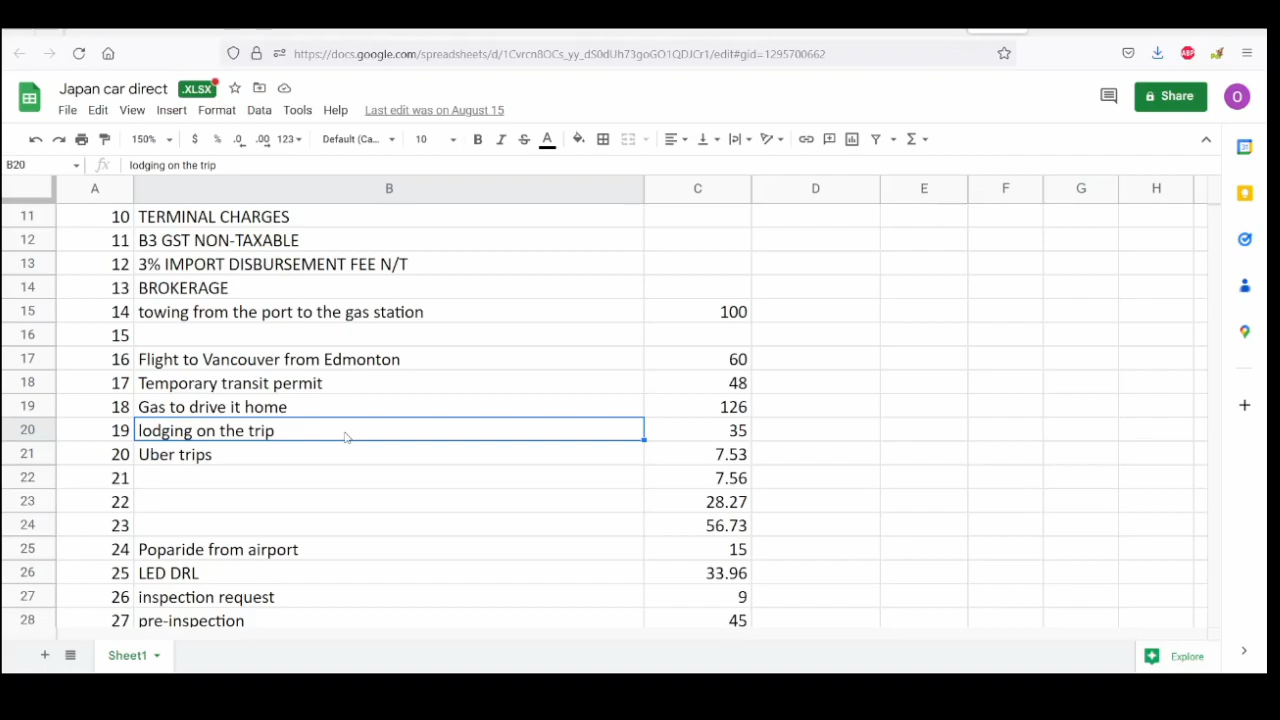 https://docs.google.com/spreadsheets/d/1Cvrcn8OCs_yy_dS0dUh73goGO1QDJCr1/edit#gid=1295700662
ABP
Japan car direct .XLSX
File Edit View Insert Format Data Tools Help Last edit was on August 15
Share O
150% $ % .0 .00 123 Default (Ca... 10 B I S A
B20 fx lodging on the trip
A B C D E F G H
11 10 TERMINAL CHARGES
12 11 B3 GST NON-TAXABLE
13 12 3% IMPORT DISBURSEMENT FEE N/T
14 13 BROKERAGE
15 14 towing from the port to the gas station 100
16 15
17 16 Flight to Vancouver from Edmonton 60
18 17 Temporary transit permit 48
19 18 Gas to drive it home 126
20 19 lodging on the trip 35
21 20 Uber trips 7.53
22 21 7.56
23 22 28.27
24 23 56.73
25 24 Poparide from airport 15
26 25 LED DRL 33.96
27 26 inspection request 9
28 27 pre-inspection 45
Sheet1
Explore